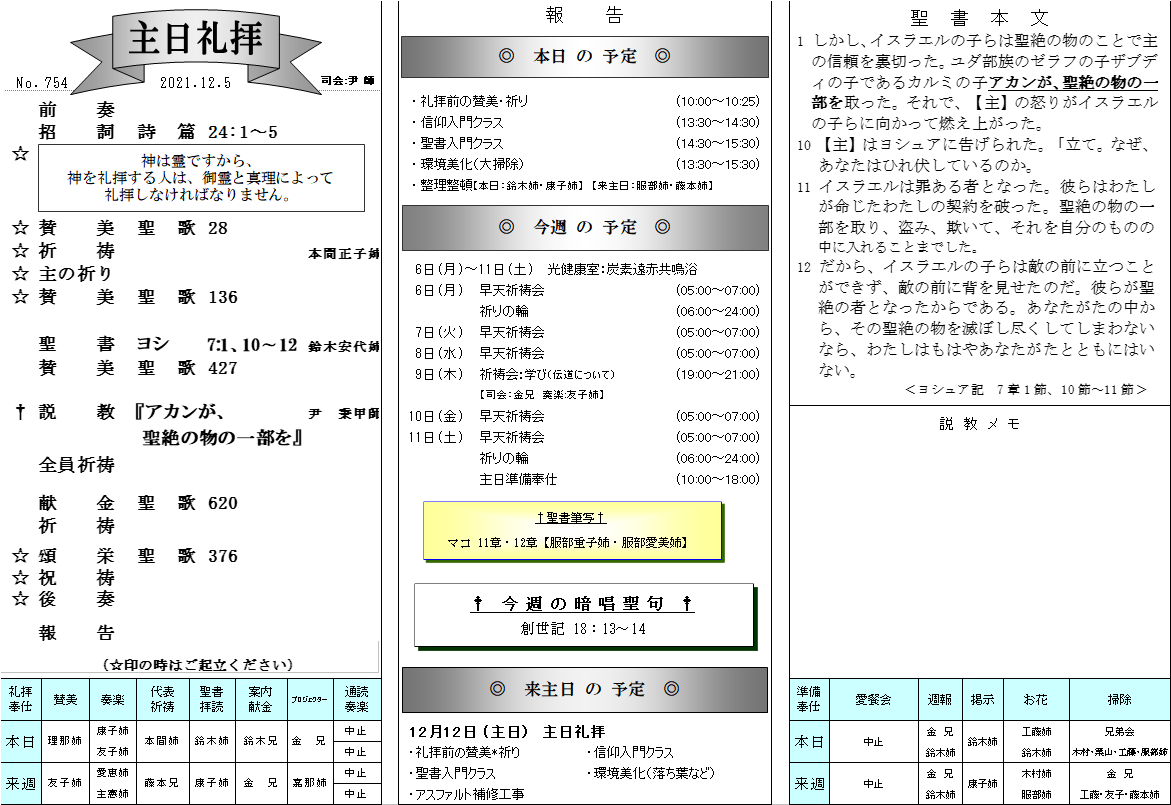 主日礼拝
No. 754
2021.12.5
司会:尹 師
前 奏
招 詞 詩 篇 24:1～5
☆
神は霊ですから、
神を礼拝する人は、御霊と真理によって
礼拝しなければなりません。
☆ 賛 美 聖 歌 28
☆ 祈 祷 本間正子姉
☆ 主の祈り
☆ 賛 美 聖 歌 136
聖 書 ヨシ 7:1、10～12 鈴木安代姉
賛 美 聖 歌 427
† 説 教 『アカンが、 尹 秉甲師
聖絶の物の一部を』
全員祈祷
献 金 聖 歌 620
祈 祷
☆ 頌 栄 聖 歌 376
☆ 祝 祷
☆ 後 奏
報 告
(☆印の時はご起立ください)
礼拝奉仕 賛美 奏楽 代表祈祷 聖書拝読 案内献金 プロジェクター 通読奏楽
本日 理那姉 康子姉 友子姉 本間姉 鈴木姉 鈴木兄 金 兄 中止 中止
来週 友子姉 愛恵姉 主憲姉 藤本兄 康子姉 金 兄 嘉那姉 中止 中止
報 告
◎ 本日 の 予定 ◎
・礼拝前の賛美・祈り (10:00～10:25)
・信仰入門クラス (13:30～14:30)
・聖書入門クラス (14:30～15:30)
・環境美化(大掃除) (13:30～15:30)
・整理整頓【本日：鈴木姉・康子姉】【来主日：服部姉・藤本姉】
◎ 今週 の 予定 ◎
6日(月)～11日(土) 光健康室:炭素遠赤共鳴浴
6日(月) 早天祈祷会 (05:00～07:00)
祈りの輪 (06:00～24:00)
7日(火) 早天祈祷会 (05:00～07:00)
8日(水) 早天祈祷会 (05:00～07:00)
9日(木) 祈祷会:学び(伝道について) (19:00～21:00)
【司会：金兄 奏楽:友子姉】
10日(金) 早天祈祷会 (05:00～07:00)
11日(土) 早天祈祷会 (05:00～07:00)
祈りの輪 (06:00～24:00)
主日準備奉仕 (10:00～18:00)
†聖書筆写†
マコ 11章・12章【服部重子姉・服部愛美姉】
✝ 今週の暗唱聖句 ✝
創世記 18：13～14
◎ 来主日 の 予定 ◎
12月12日(主日) 主日礼拝
・礼拝前の賛美*祈り ・信仰入門クラス
・聖書入門クラス ・環境美化(落ち葉など)
・アスファルト補修工事
聖 書 本 文
1 しかし、イスラエルの子らは聖絶の物のことで主
の信頼を裏切った。ユダ部族のゼラフの子ザブデ
ィの子であるカルミの子アカンが、聖絶の物の一
部を取った。それで、【主】の怒りがイスラエル
の子らに向かって燃え上がった。
10 【主】はヨシュアに告げられた。「立て。なぜ、
あなたはひれ伏しているのか。
11 イスラエルは罪ある者となった。彼らはわたし
が命じたわたしの契約を破った。聖絶の物の一
部を取り、盗み、欺いて、それを自分のものの
中に入れることまでした。
12 だから、イスラエルの子らは敵の前に立つこと
ができず、敵の前に背を見せたのだ。彼らが聖
絶の者となったからである。あなたがたの中か
ら、その聖絶の物を滅ぼし尽くしてしまわない
なら、わたしはもはやあなたがたとともにはい
ない。
＜ヨシュア記 7章1節、10節～11節＞
説 教 メ モ
準備奉仕 愛餐会 週報 掲示 お花 掃除
本日 中止 金 兄 鈴木姉 鈴木姉 工藤姉 鈴木姉 兄弟会 木村・栗山・工藤・服部姉
来週 中止 金 兄 鈴木姉 康子姉 木村姉 服部姉 金 兄 工藤・友子・藤本姉